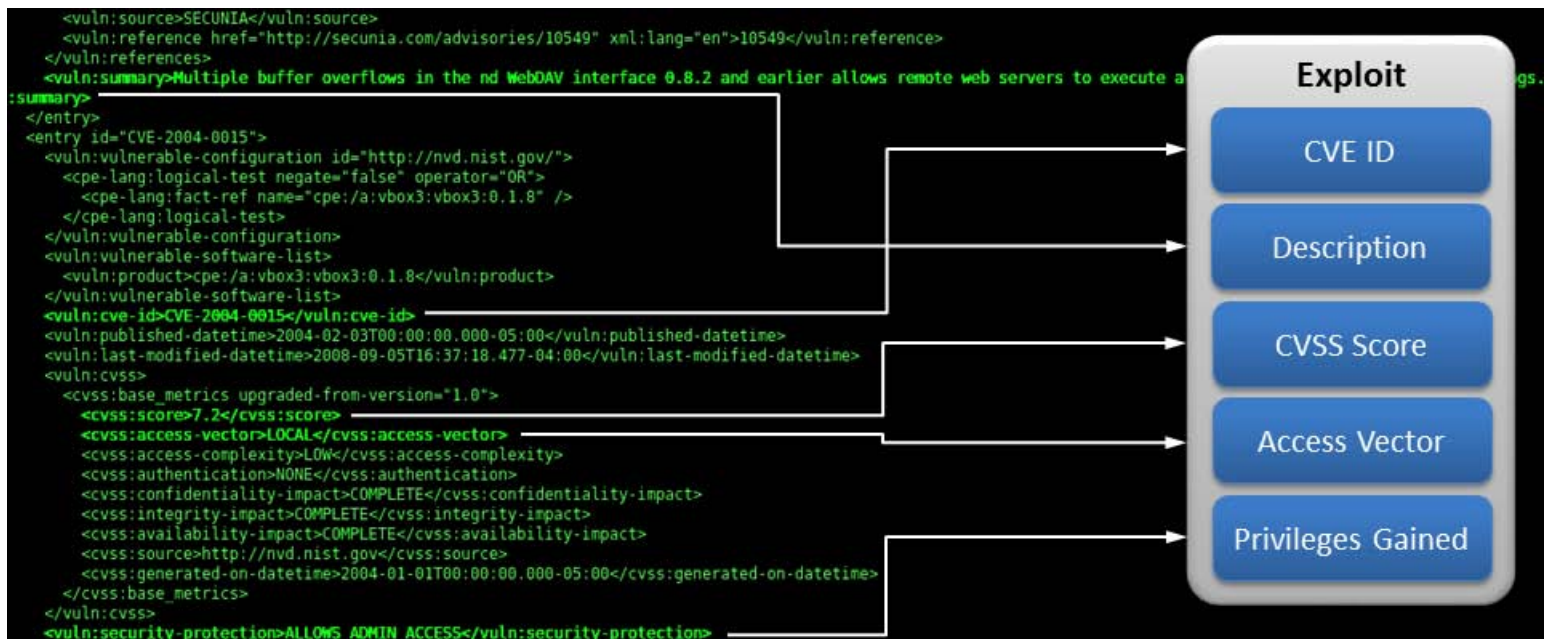 <vuln:source>SECUNIA</vuln:source>
<vuln:reference href="http://secunia.com/advisories/10549" xml:lang="en">10549</vuln:reference>
</vuln:references>
<vuln:summary>Multiple buffer overflows in the nd WebDAV interface 0.8.2 and earlier allows remote web servers to execute a gs.
:summary>
</entry>
<entry id="CVE-2004-0015">
<vuln:vulnerable-configuration id="http://nvd.nist.gov/">
<cpe-lang:logical-test negate="false" operator="OR">
<cpe-lang:fact-ref name="cpe:/a:vbox3:vbox3:0.1.8" />
</cpe-lang:logical-test>
</vuln:vulnerable-configuration>
<vuln:vulnerable-software-list>
<vuln:product>cpe:/a:vbox3:vbox3:0.1.8</vuln:product>
</vuln:vulnerable-software-list>
<vuln:cve-id>CVE-2004-0015</vuln:cve-id>
<vuln:published-datetime>2004-02-03T00:00:00.000-05:00</vuln:published-datetime>
<vuln:last-modified-datetime>2008-09-05T16:37:18.477-04:00</vuln:last-modified-datetime>
<vuln:cvss>
<cvss:base_metrics upgraded-from-version="1.0">
<cvss:score>7.2</cvss:score>
<cvss:access-vector>LOCAL</cvss:access-vector>
<cvss:access-complexity>LOW</cvss:access-complexity>
<cvss:authentication>NONE</cvss:authentication>
<cvss:confidentiality-impact>COMPLETE</cvss:confidentiality-impact>
<cvss:integrity-impact>COMPLETE</cvss:integrity-impact>
<cvss:availability-impact>COMPLETE</cvss:availability-impact>
<cvss:source>http://nvd.nist.gov</cvss:source>
<cvss:generated-on-datetime>2004-01-01T00:00:00.000-05:00</cvss:generated-on-datetime>
</cvss:base_metrics>
</vuln:cvss>
<vuln:security-protection>ALLOWS_ADMIN_ACCESS</vuln:security-protection>
Exploit
CVE ID
Description
CVSS Score
Access Vector
Privileges Gained